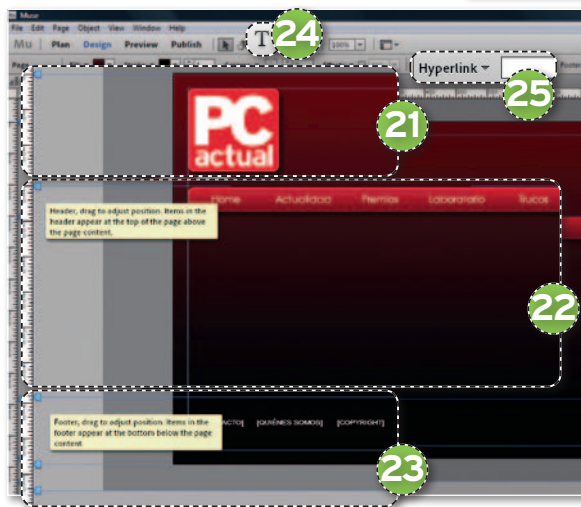 Muse
File Edit Page Object View Window Help
Mu Plan Design Preview Publish T 24 100%
Hyperlink Footer
25
PC
actual
21
Home Actualidad Premios Laboratorio Trucos
Header, drag to adjust position. Items in the
header appear at the top of the page above
the page content.
22
Footer, drag to adjust position. Items in the
footer appear at the bottom below the page
content
ACTO] [QUIÉNES SOMOS] [COPYRIGHT]
23